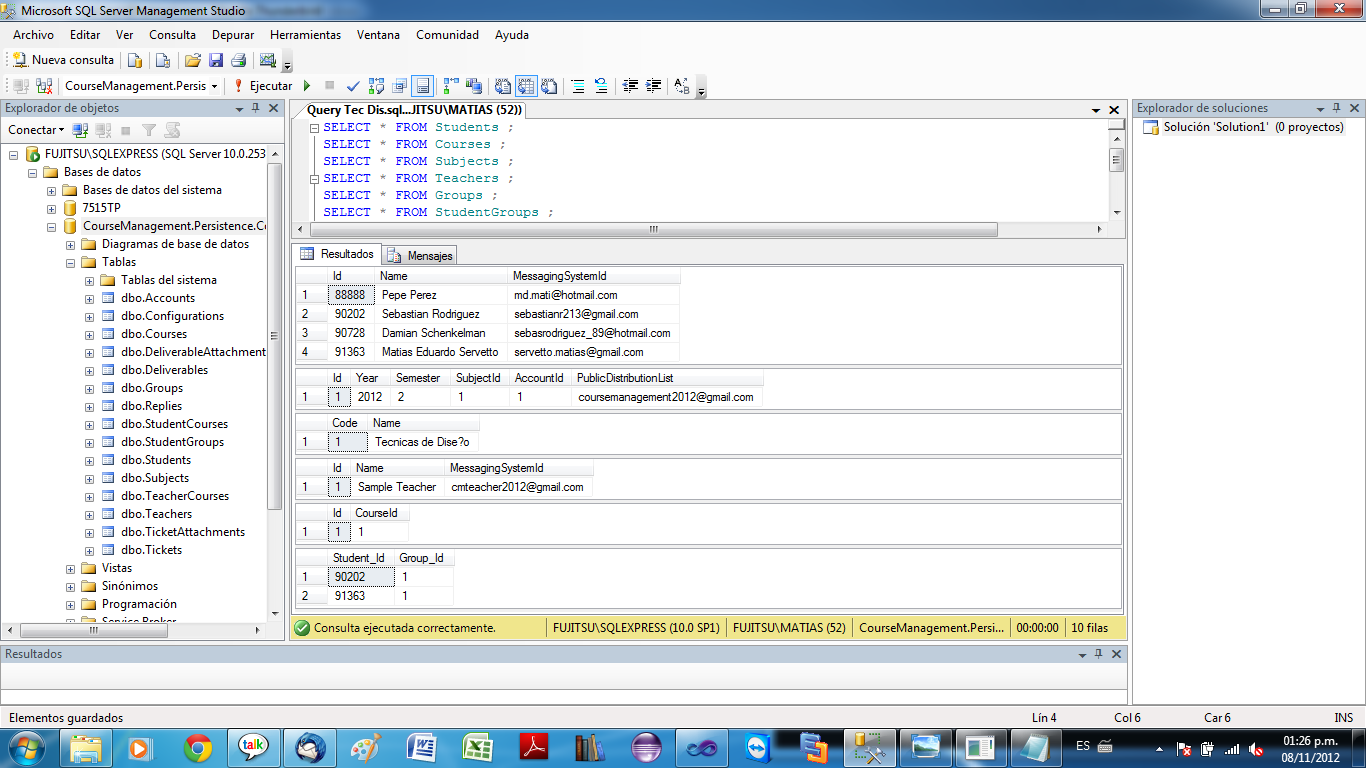 Microsoft SQL Server Management Studio
Archivo Editar Ver Consulta Depurar Herramientas Ventana Comunidad Ayuda
Nueva consulta
CourseManagement.Persis Ejecutar
Explorador de objetos
Conectar
FUJITSU\SQLEXPRESS (SQL Server 10.0.253
Bases de datos
Bases de datos del sistema
7515TP
CourseManagement.Persistence.Co
Diagramas de base de datos
Tablas
Tablas del sistema
dbo.Accounts
dbo.Configurations
dbo.Courses
dbo.DeliverableAttachment
dbo.Deliverables
dbo.Groups
dbo.Replies
dbo.StudentCourses
dbo.StudentGroups
dbo.Students
dbo.Subjects
dbo.TeacherCourses
dbo.Teachers
dbo.TicketAttachments
dbo.Tickets
Vistas
Sinónimos
Programación
Service Broker
Query Tec Dis.sql...JITSU\MATIAS (52))
SELECT * FROM Students ;
SELECT * FROM Courses ;
SELECT * FROM Subjects ;
SELECT * FROM Teachers ;
SELECT * FROM Groups ;
SELECT * FROM StudentGroups ;
Resultados Mensajes
Id Name MessagingSystemId
1 88888 Pepe Perez md.mati@hotmail.com
2 90202 Sebastian Rodriguez sebastianr213@gmail.com
3 90728 Damian Schenkelman sebasrodriguez_89@hotmail.com
4 91363 Matias Eduardo Servetto servetto.matias@gmail.com
Id Year Semester SubjectId AccountId PublicDistributionList
1 1 2012 2 1 1 coursemanagement2012@gmail.com
Code Name
1 1 Tecnicas de Dise?o
Id Name MessagingSystemId
1 1 Sample Teacher cmteacher2012@gmail.com
Id CourseId
1 1 1
Student_Id Group_Id
1 90202 1
2 91363 1
Consulta ejecutada correctamente. FUJITSU\SQLEXPRESS (10.0 SP1) FUJITSU\MATIAS (52) CourseManagement.Persi... 00:00:00 10 filas
Explorador de soluciones
Solución 'Solution1' (0 proyectos)
Resultados
Elementos guardados Lín 4 Col 6 Car 6 INS
talk
ES
01:26 p.m.
08/11/2012